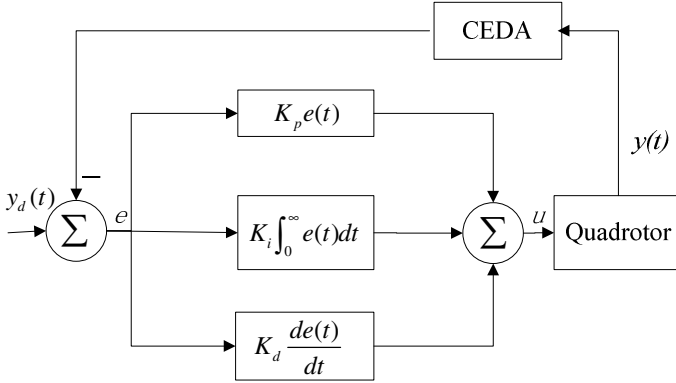 CEDA
K_p e(t)
y(t)
−
y_d(t)
Σ
e
K_i ∫_0^∞ e(t)dt
Σ
u
Quadrotor
K_d de(t)/dt